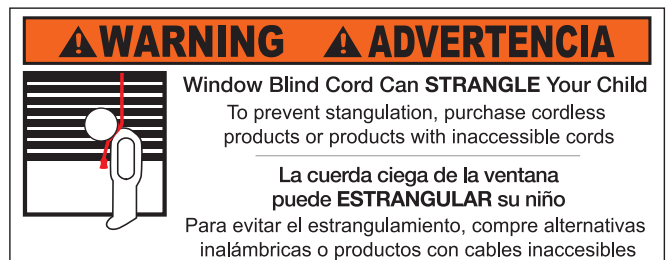 WARNING ADVERTENCIA
Window Blind Cord Can STRANGLE Your Child
To prevent stangulation, purchase cordless
products or products with inaccessible cords
La cuerda ciega de la ventana
puede ESTRANGULAR su niño
Para evitar el estrangulamiento, compre alternativas
inalámbricas o productos con cables inaccesibles